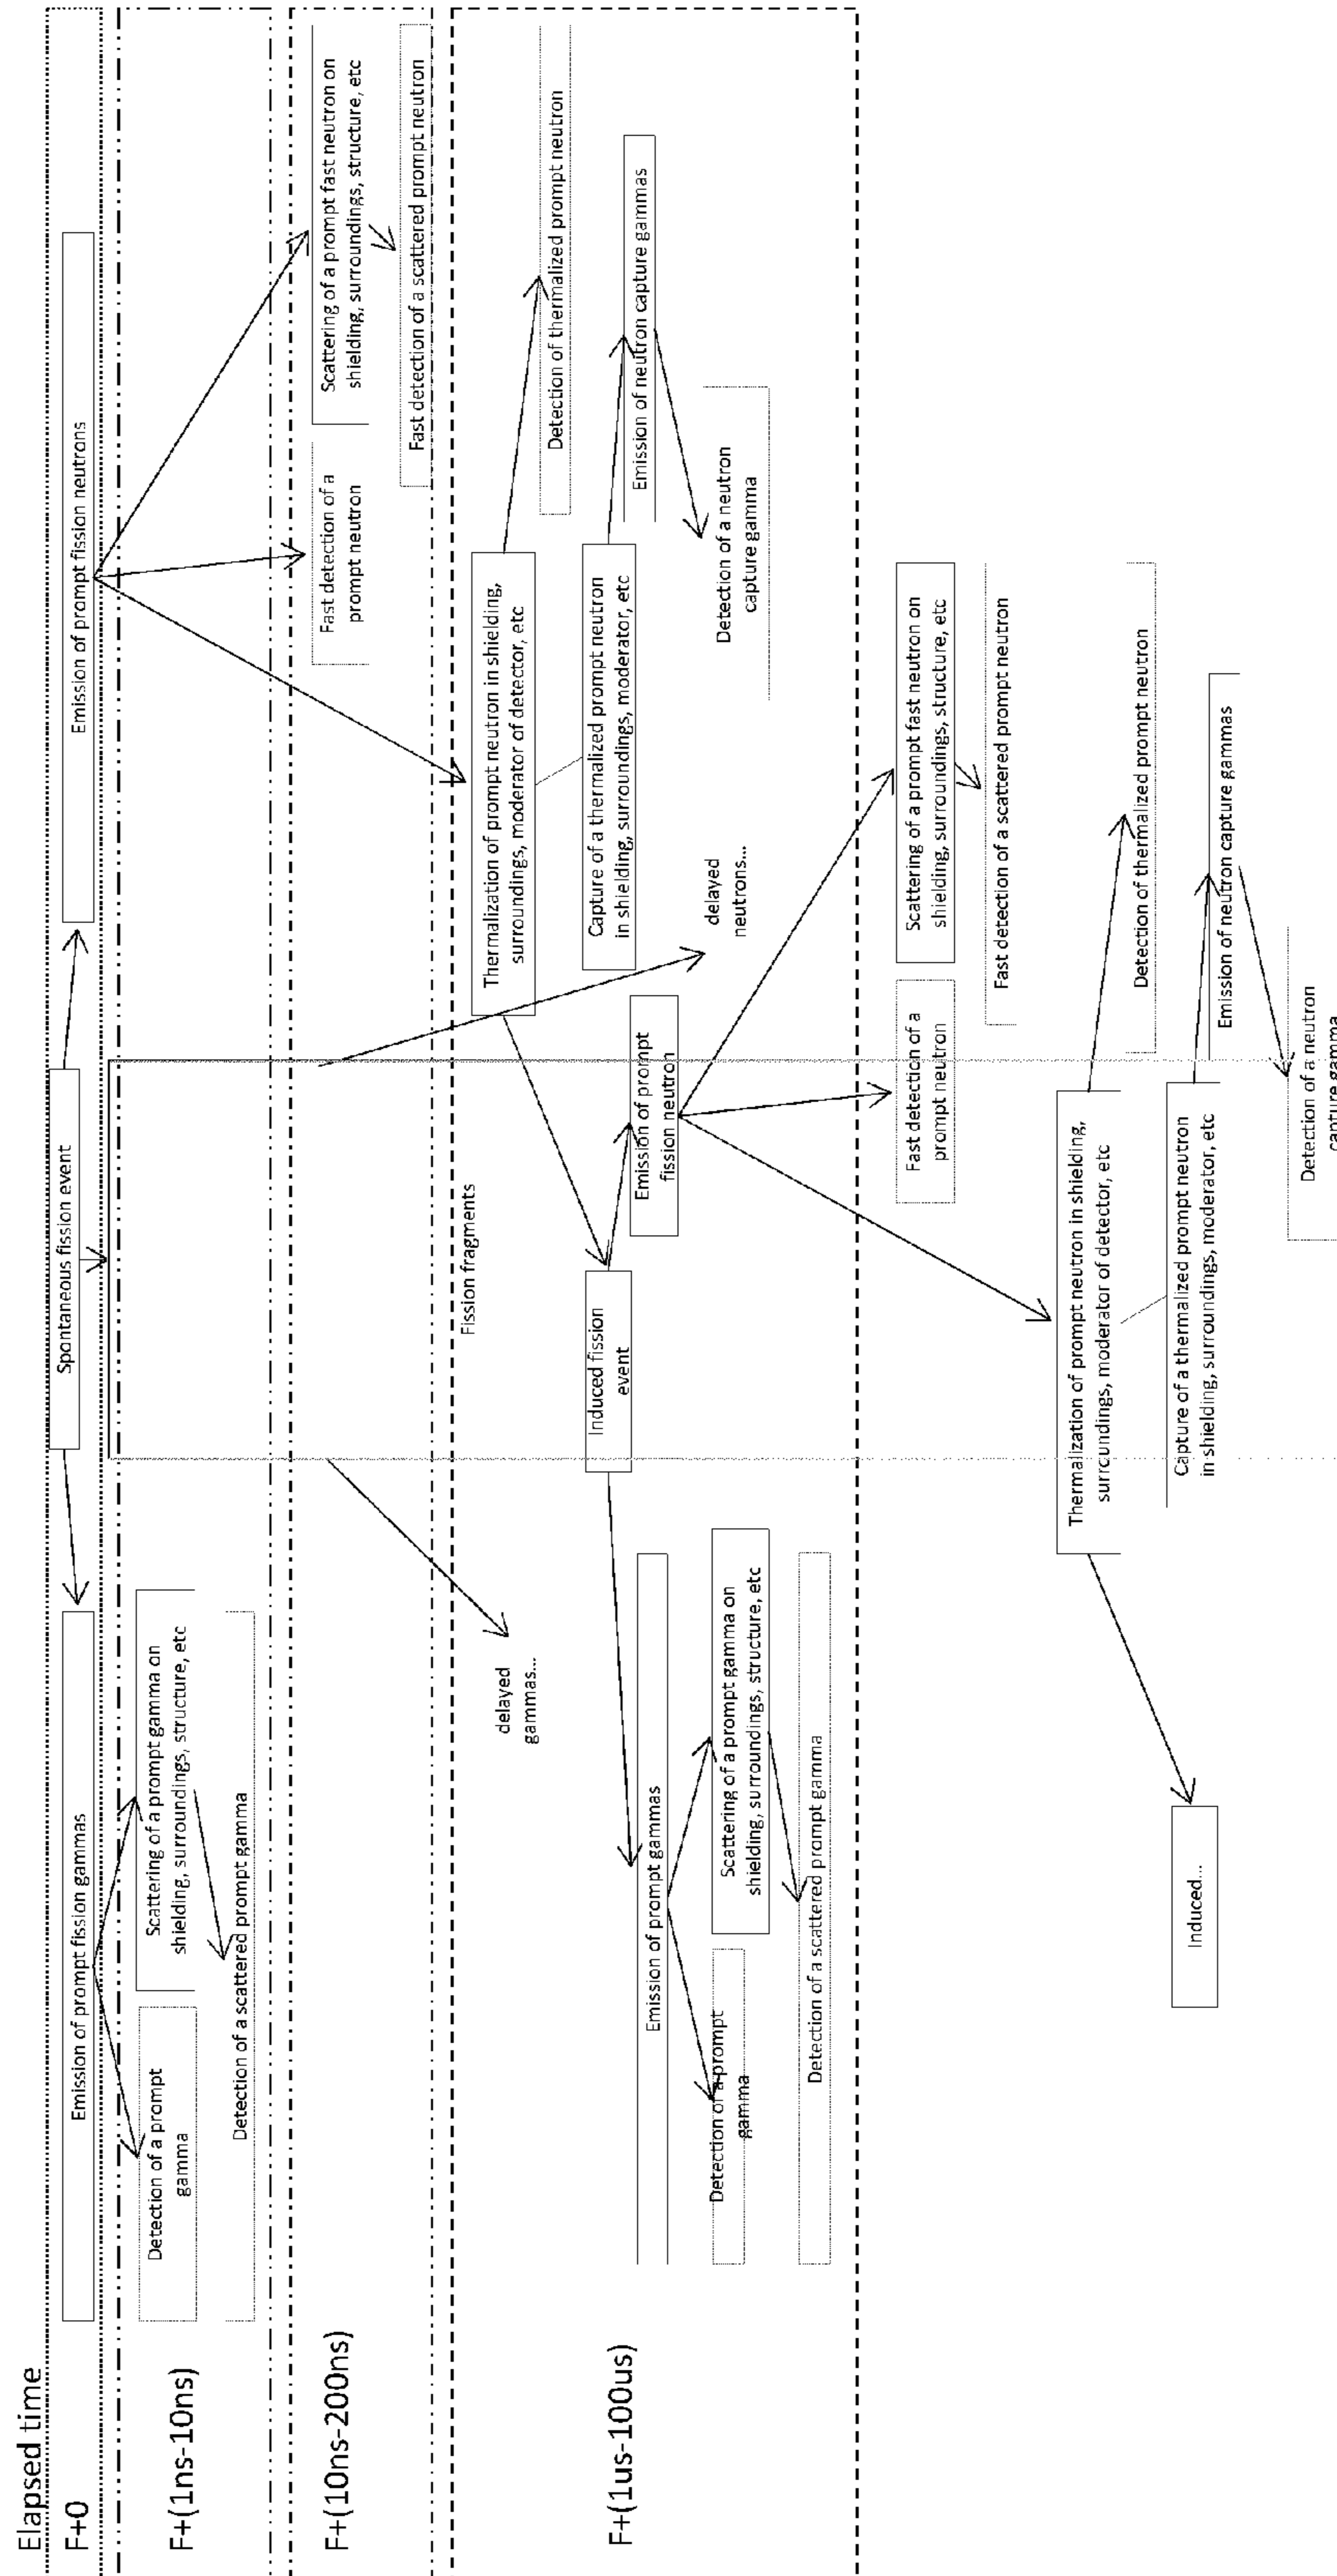 Elapsed time
F+0
Emission of prompt fission gammas
Spontaneous fission event
Emission of prompt fission neutrons
F+(1ns-10ns)
Detection of a prompt
gamma
Scattering of a prompt gamma on
shielding, surroundings, structure, etc
Detection of a scattered prompt gamma
F+(10ns-200ns)
Fast detection of a
prompt neutron
Scattering of a prompt fast neutron on
shielding, surroundings, structure, etc
Fast detection of a scattered prompt neutron
F+(1us-100us)
delayed
gammas...
Fission fragments
Thermalization of prompt neutron in shielding,
surroundings, moderator of detector, etc
Detection of thermalized prompt neutron
Induced fission
event
Capture of a thermalized prompt neutron
in shielding, surroundings, moderator, etc
Emission of neutron capture gammas
Emission of prompt gammas
Emission of prompt
fission neutron
delayed
neutrons...
Detection of a neutron
capture gamma
Detection of a prompt
gamma
Scattering of a prompt gamma on
shielding, surroundings, structure, etc
Detection of a scattered prompt gamma
Fast detection of a
prompt neutron
Scattering of a prompt fast neutron on
shielding, surroundings, structure, etc
Fast detection of a scattered prompt neutron
Thermalization of prompt neutron in shielding,
surroundings, moderator of detector, etc
Detection of thermalized prompt neutron
Induced...
Capture of a thermalized prompt neutron
in shielding, surroundings, moderator, etc
Emission of neutron capture gammas
Detection of a neutron
capture gamma